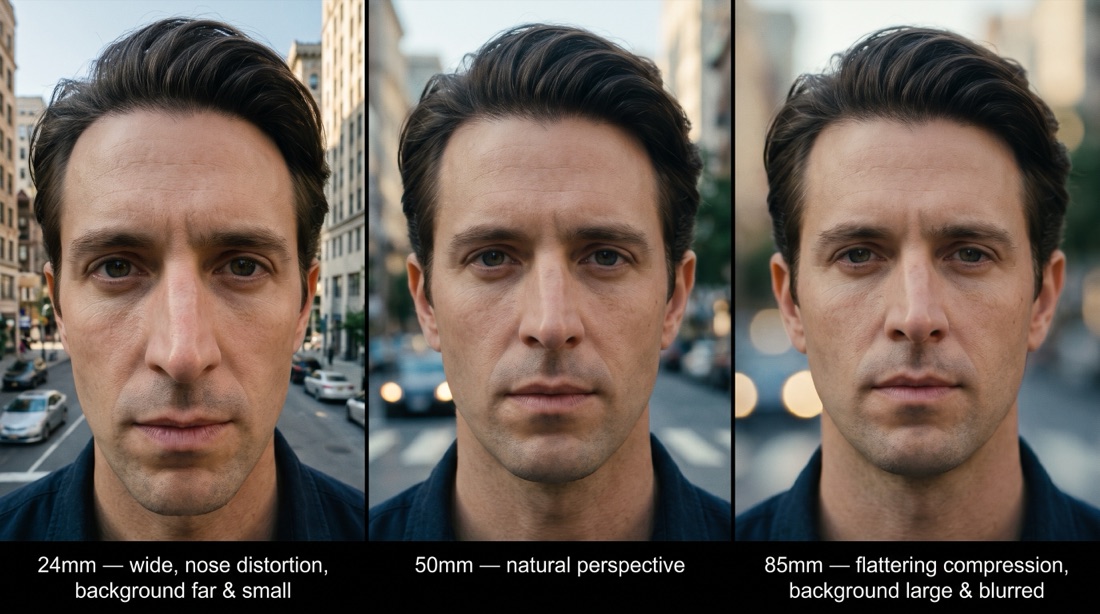 24mm — wide, nose distortion,
background far & small
50mm — natural perspective
85mm — flattering compression,
background large & blurred